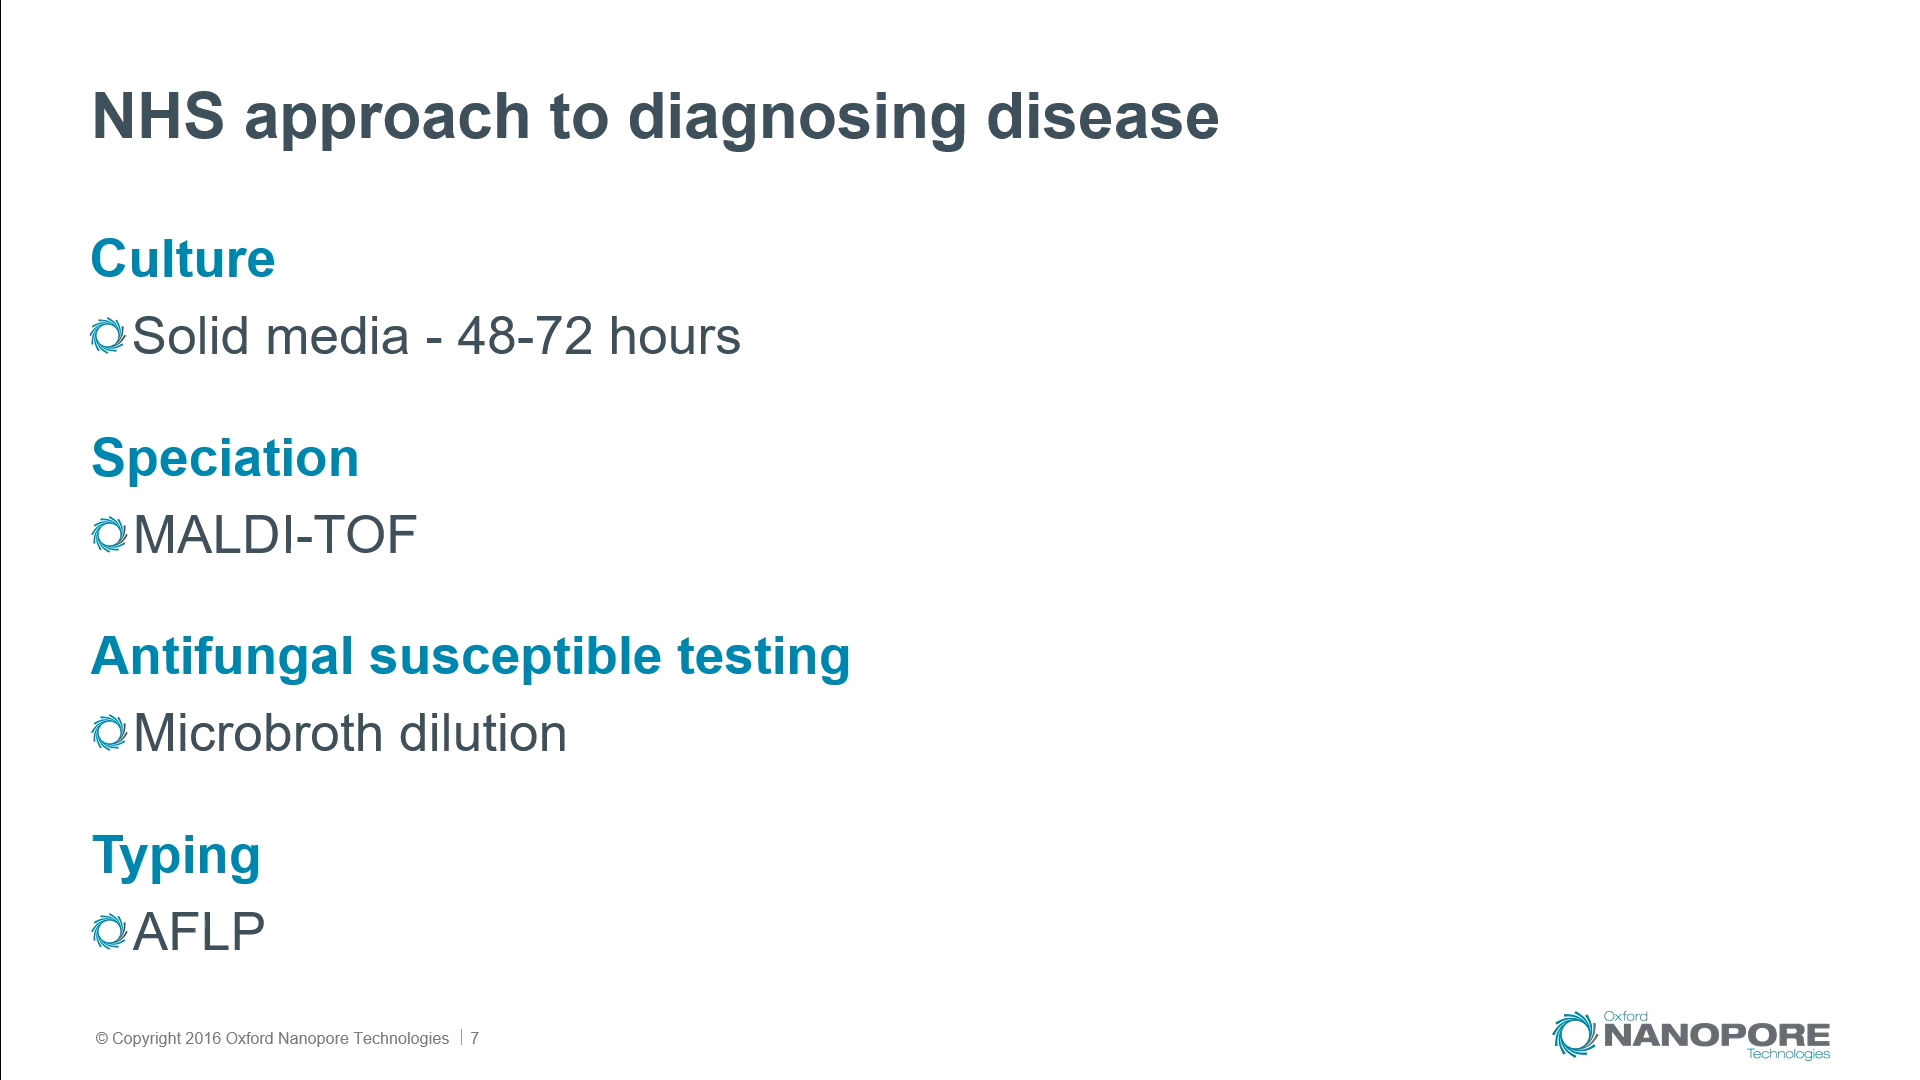 NHS approach to diagnosing disease
Culture
Solid media - 48-72 hours
Speciation
MALDI-TOF
Antifungal susceptible testing
Microbroth dilution
Typing
AFLP
© Copyright 2016 Oxford Nanopore Technologies | 7
Oxford
NANOPORE
Technologies